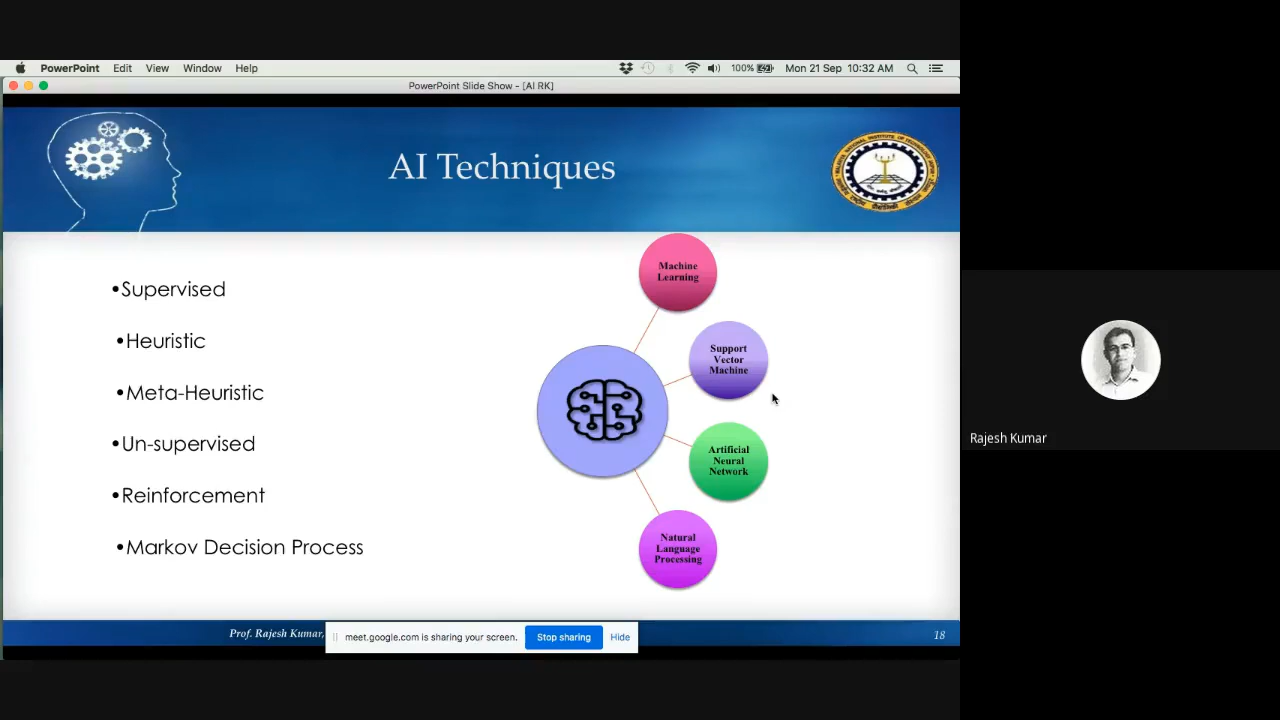 PowerPoint Edit View Window Help 100% Mon 21 Sep 10:32 AM
PowerPoint Slide Show - [AI RK]
AI Techniques
•Supervised
•Heuristic
•Meta-Heuristic
•Un-supervised
•Reinforcement
•Markov Decision Process
Machine
Learning
Support
Vector
Machine
Artificial
Neural
Network
Natural
Language
Processing
Prof. Rajesh Kumar,
meet.google.com is sharing your screen. Stop sharing Hide
18
Rajesh Kumar